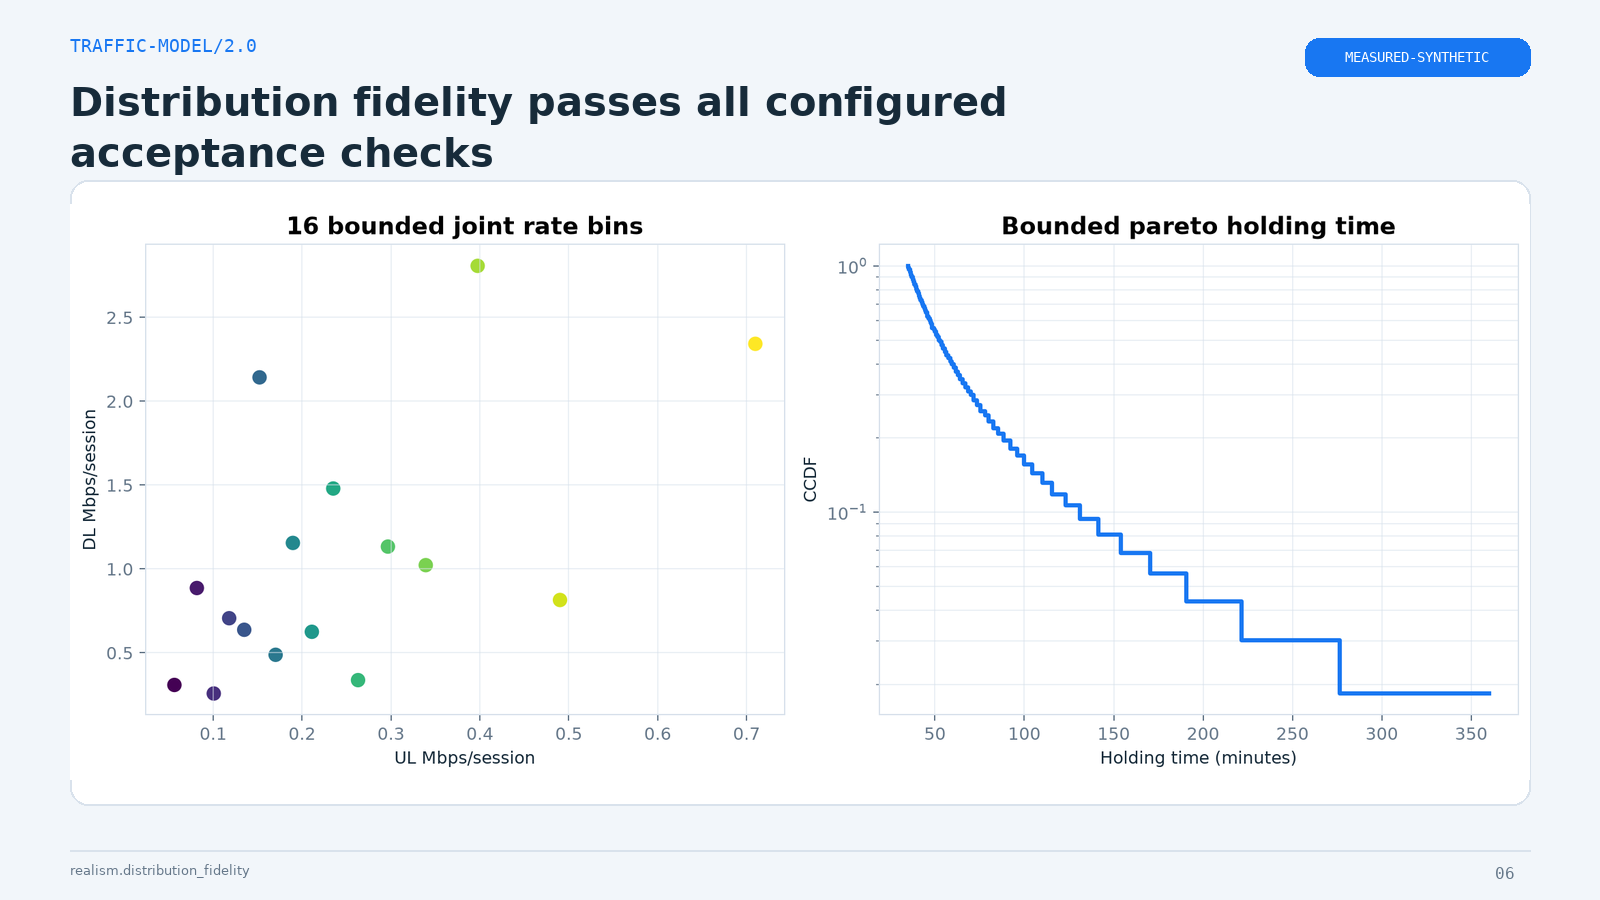 TRAFFIC-MODEL/2.0
MEASURED-SYNTHETIC
Distribution fidelity passes all configured
acceptance checks
16 bounded joint rate bins
DL Mbps/session
2.5
2.0
1.5
1.0
0.5
0.1 0.2 0.3 0.4 0.5 0.6 0.7
UL Mbps/session
Bounded pareto holding time
CCDF
10⁰
10⁻¹
50 100 150 200 250 300 350
Holding time (minutes)
realism.distribution_fidelity
06